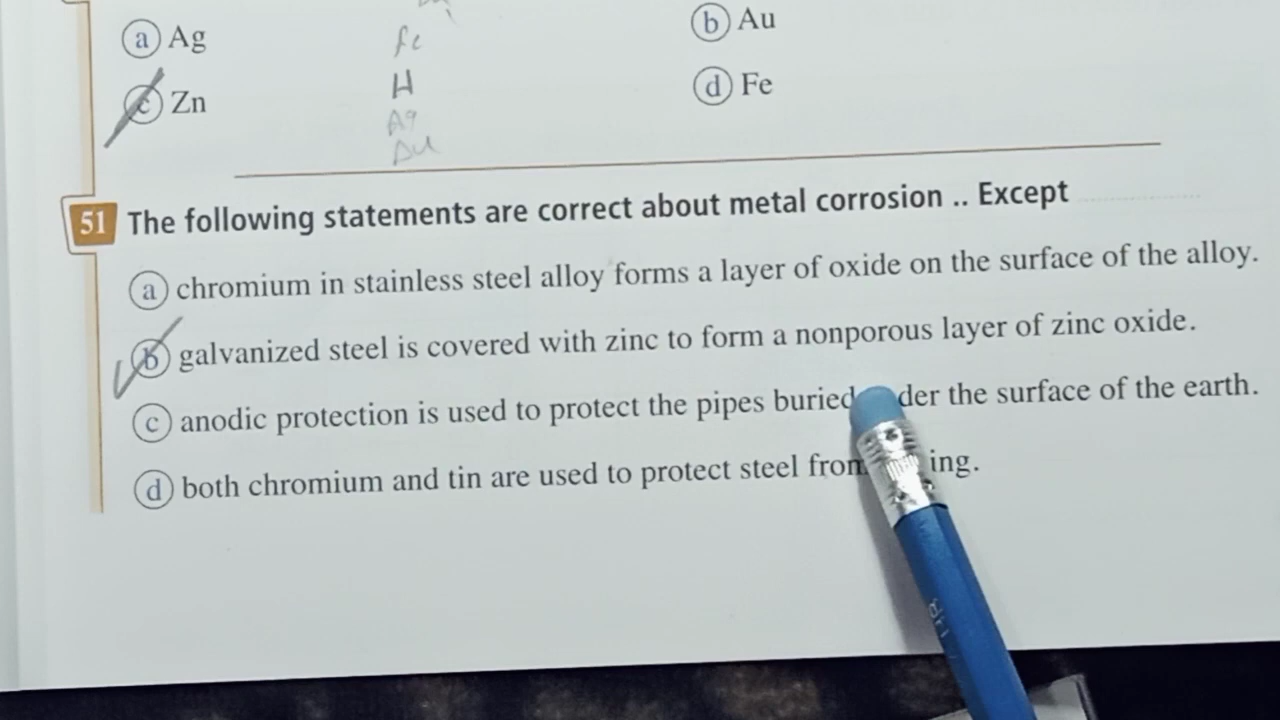 a Ag
b Au
fe
c Zn
H
d Fe
Ag
Au
51 The following statements are correct about metal corrosion .. Except
a chromium in stainless steel alloy forms a layer of oxide on the surface of the alloy.
b galvanized steel is covered with zinc to form a nonporous layer of zinc oxide.
c anodic protection is used to protect the pipes buried der the surface of the earth.
d both chromium and tin are used to protect steel from ing.